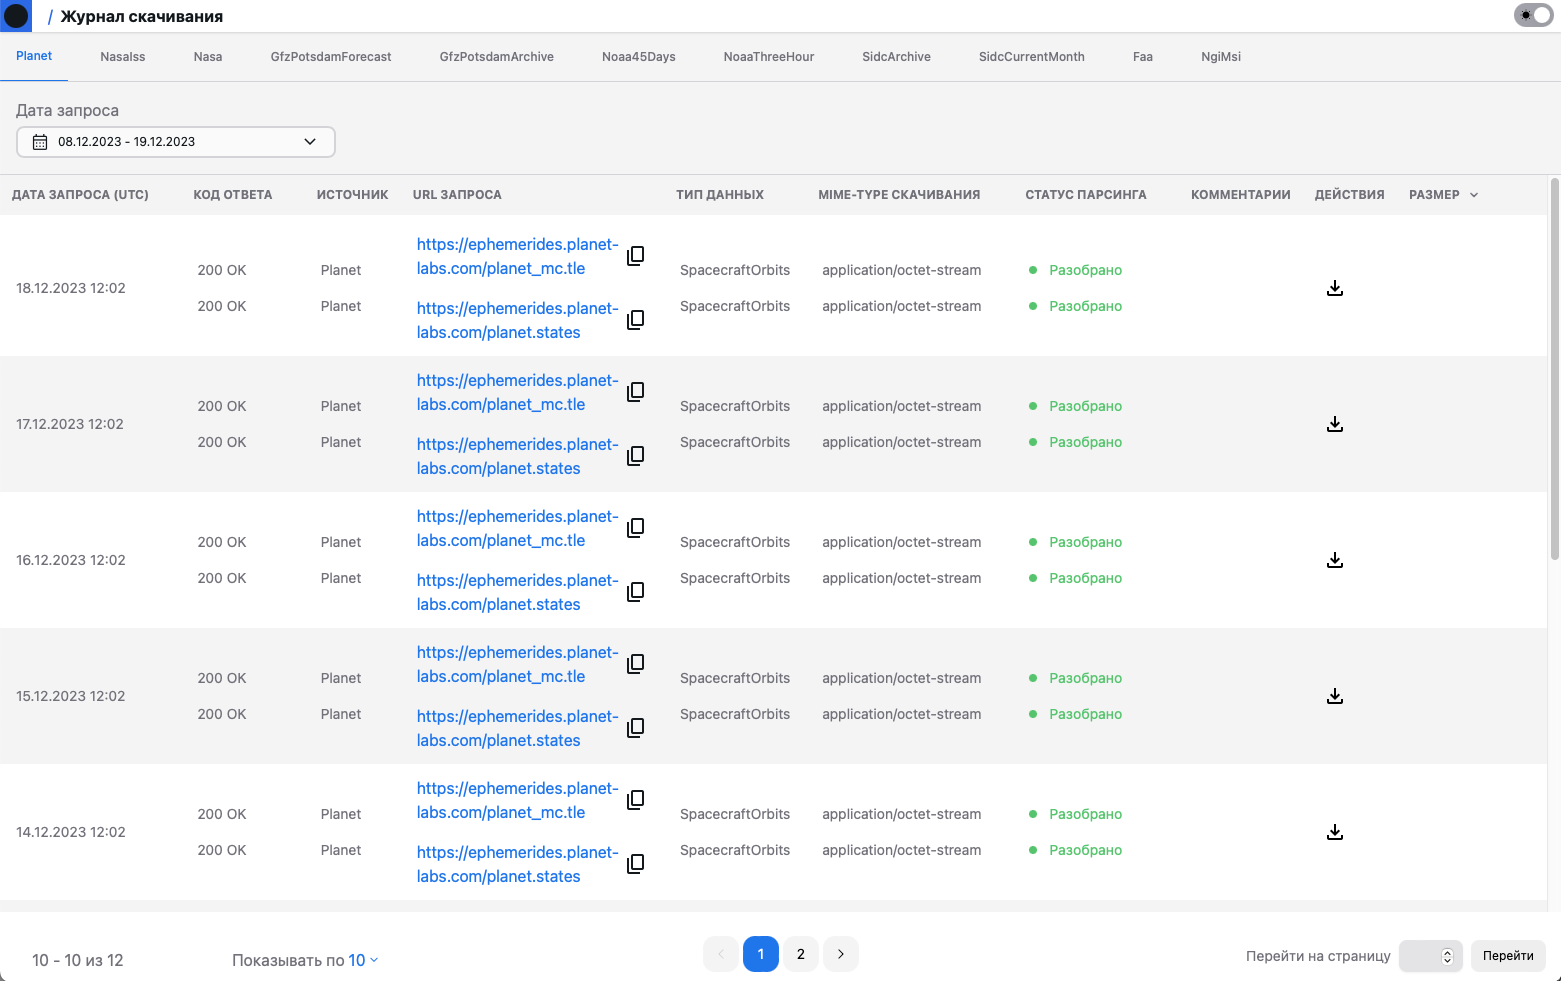 / Журнал скачивания
Planet NasaIss Nasa GfzPotsdamForecast GfzPotsdamArchive Noaa45Days NoaaThreeHour SidcArchive SidcCurrentMonth Faa NgiMsi
Дата запроса
08.12.2023 - 19.12.2023
ДАТА ЗАПРОСА (UTC) КОД ОТВЕТА ИСТОЧНИК URL ЗАПРОСА ТИП ДАННЫХ MIME-TYPE СКАЧИВАНИЯ СТАТУС ПАРСИНГА КОММЕНТАРИИ ДЕЙСТВИЯ РАЗМЕР
18.12.2023 12:02
200 OK Planet https://ephemerides.planet-
labs.com/planet_mc.tle SpacecraftOrbits application/octet-stream Разобрано
200 OK Planet https://ephemerides.planet-
labs.com/planet.states SpacecraftOrbits application/octet-stream Разобрано
17.12.2023 12:02
200 OK Planet https://ephemerides.planet-
labs.com/planet_mc.tle SpacecraftOrbits application/octet-stream Разобрано
200 OK Planet https://ephemerides.planet-
labs.com/planet.states SpacecraftOrbits application/octet-stream Разобрано
16.12.2023 12:02
200 OK Planet https://ephemerides.planet-
labs.com/planet_mc.tle SpacecraftOrbits application/octet-stream Разобрано
200 OK Planet https://ephemerides.planet-
labs.com/planet.states SpacecraftOrbits application/octet-stream Разобрано
15.12.2023 12:02
200 OK Planet https://ephemerides.planet-
labs.com/planet_mc.tle SpacecraftOrbits application/octet-stream Разобрано
200 OK Planet https://ephemerides.planet-
labs.com/planet.states SpacecraftOrbits application/octet-stream Разобрано
14.12.2023 12:02
200 OK Planet https://ephemerides.planet-
labs.com/planet_mc.tle SpacecraftOrbits application/octet-stream Разобрано
200 OK Planet https://ephemerides.planet-
labs.com/planet.states SpacecraftOrbits application/octet-stream Разобрано
10 - 10 из 12 Показывать по 10 1 2 Перейти на страницу Перейти